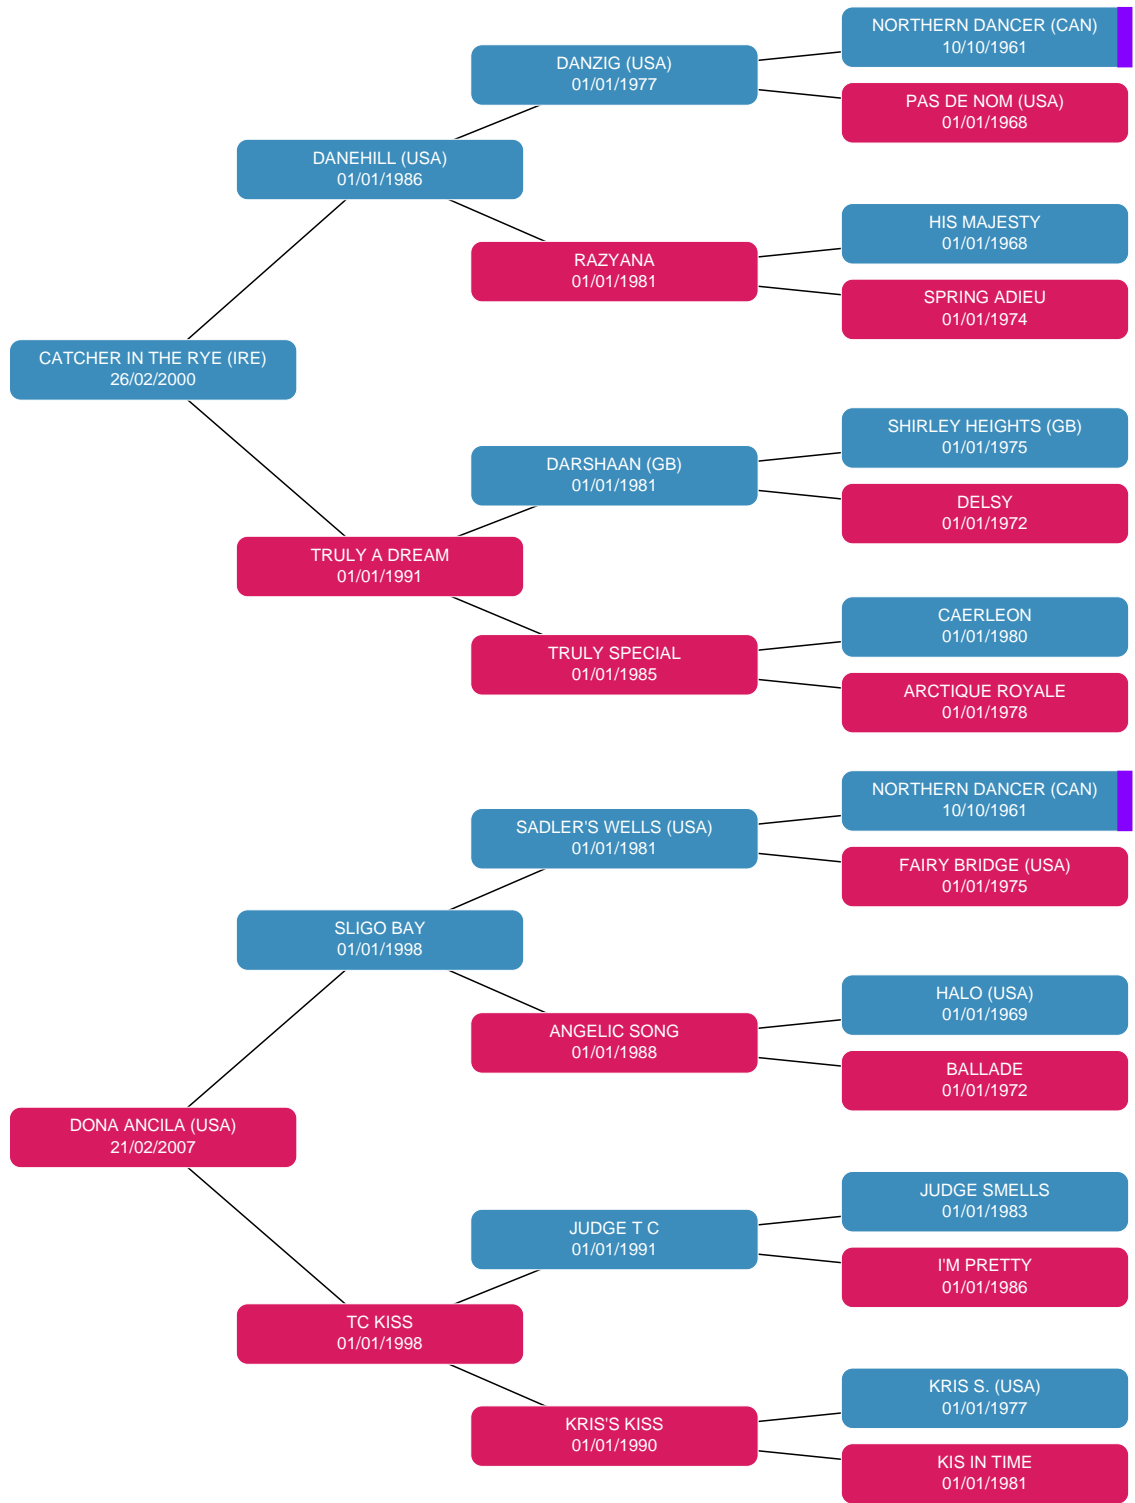 NORTHERN DANCER (CAN)
10/10/1961
DANZIG (USA)
01/01/1977
PAS DE NOM (USA)
01/01/1968
DANEHILL (USA)
01/01/1986
HIS MAJESTY
01/01/1968
RAZYANA
01/01/1981
SPRING ADIEU
01/01/1974
CATCHER IN THE RYE (IRE)
26/02/2000
SHIRLEY HEIGHTS (GB)
01/01/1975
DARSHAAN (GB)
01/01/1981
DELSY
01/01/1972
TRULY A DREAM
01/01/1991
CAERLEON
01/01/1980
TRULY SPECIAL
01/01/1985
ARCTIQUE ROYALE
01/01/1978
NORTHERN DANCER (CAN)
10/10/1961
SADLER'S WELLS (USA)
01/01/1981
FAIRY BRIDGE (USA)
01/01/1975
SLIGO BAY
01/01/1998
HALO (USA)
01/01/1969
ANGELIC SONG
01/01/1988
BALLADE
01/01/1972
DONA ANCILA (USA)
21/02/2007
JUDGE SMELLS
01/01/1983
JUDGE T C
01/01/1991
I'M PRETTY
01/01/1986
TC KISS
01/01/1998
KRIS S. (USA)
01/01/1977
KRIS'S KISS
01/01/1990
KIS IN TIME
01/01/1981